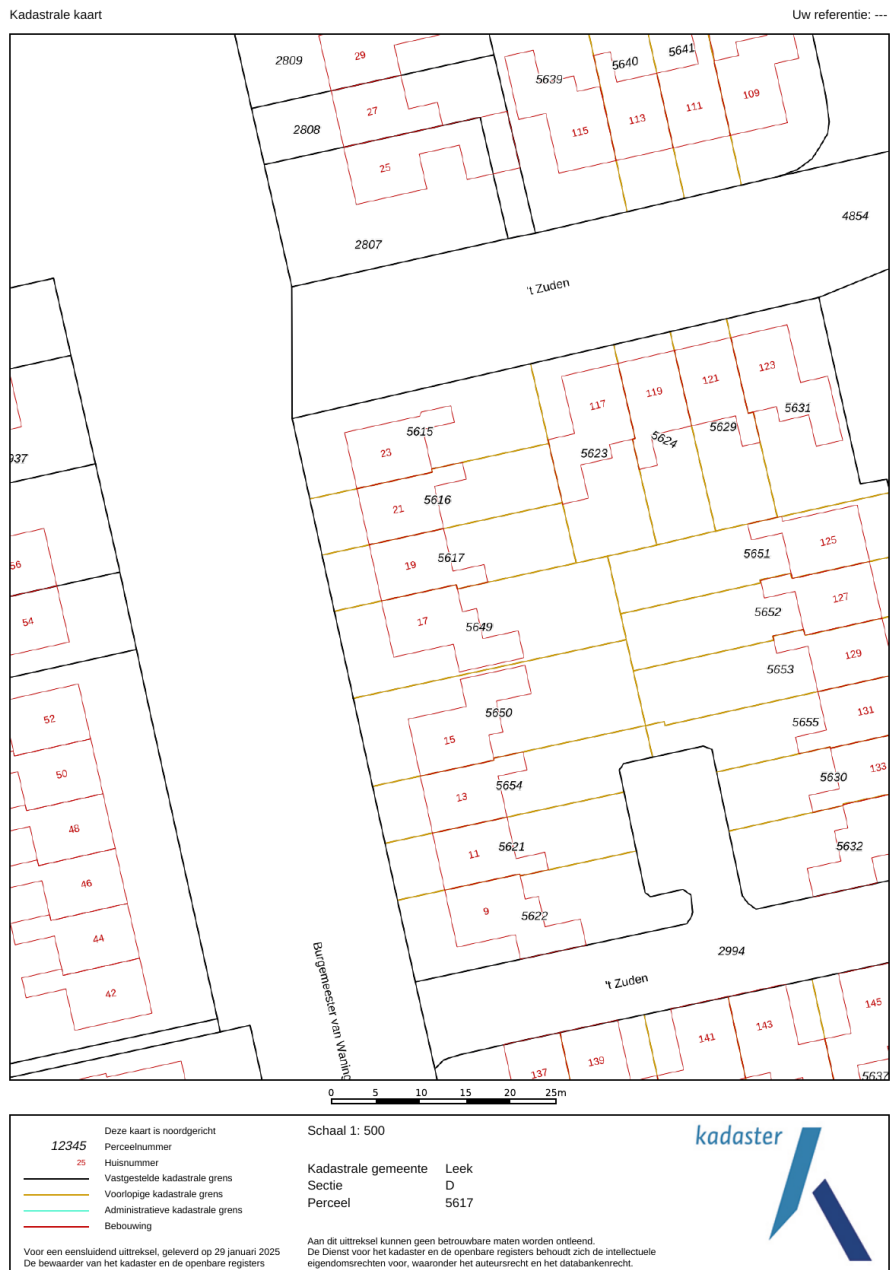 Kadastrale kaart
Uw referentie: ---
2809
29
5639
5640
5641
2808
27
115
113
111
109
25
2807
4854
't Zuden
5615
23
117
119
121
123
5631
5623
5624
5629
937
5616
21
5617
19
56
54
17
5649
5651
125
5652
127
5653
129
52
5650
15
5655
131
50
13
5654
5630
133
48
11
5621
5632
46
9
5622
44
42
2994
't Zuden
Burgemeester van Waning
137
139
141
143
145
5637
0 5 10 15 20 25m
Deze kaart is noordgericht
12345 Perceelnummer
25 Huisnummer
Vastgestelde kadastrale grens
Voorlopige kadastrale grens
Administratieve kadastrale grens
Bebouwing
Voor een eensluidend uittreksel, geleverd op 29 januari 2025
De bewaarder van het kadaster en de openbare registers
Schaal 1: 500
Kadastrale gemeente Leek
Sectie D
Perceel 5617
Aan dit uittreksel kunnen geen betrouwbare maten worden ontleend.
De Dienst voor het kadaster en de openbare registers behoudt zich de intellectuele
eigendomsrechten voor, waaronder het auteursrecht en het databankenrecht.
kadaster